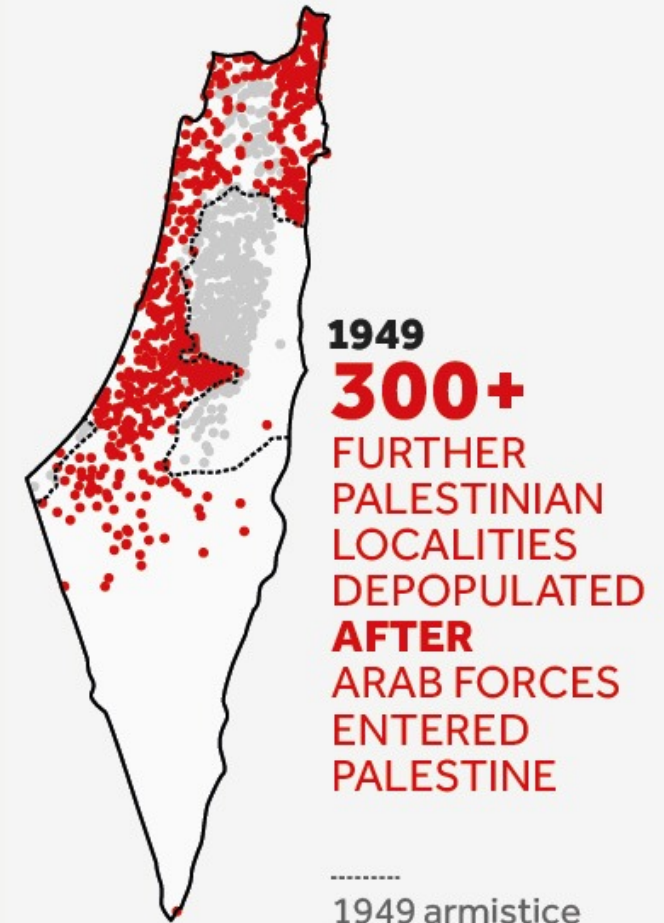 1949
300+
FURTHER
PALESTINIAN
LOCALITIES
DEPOPULATED
AFTER
ARAB FORCES
ENTERED
PALESTINE
1949 armistice